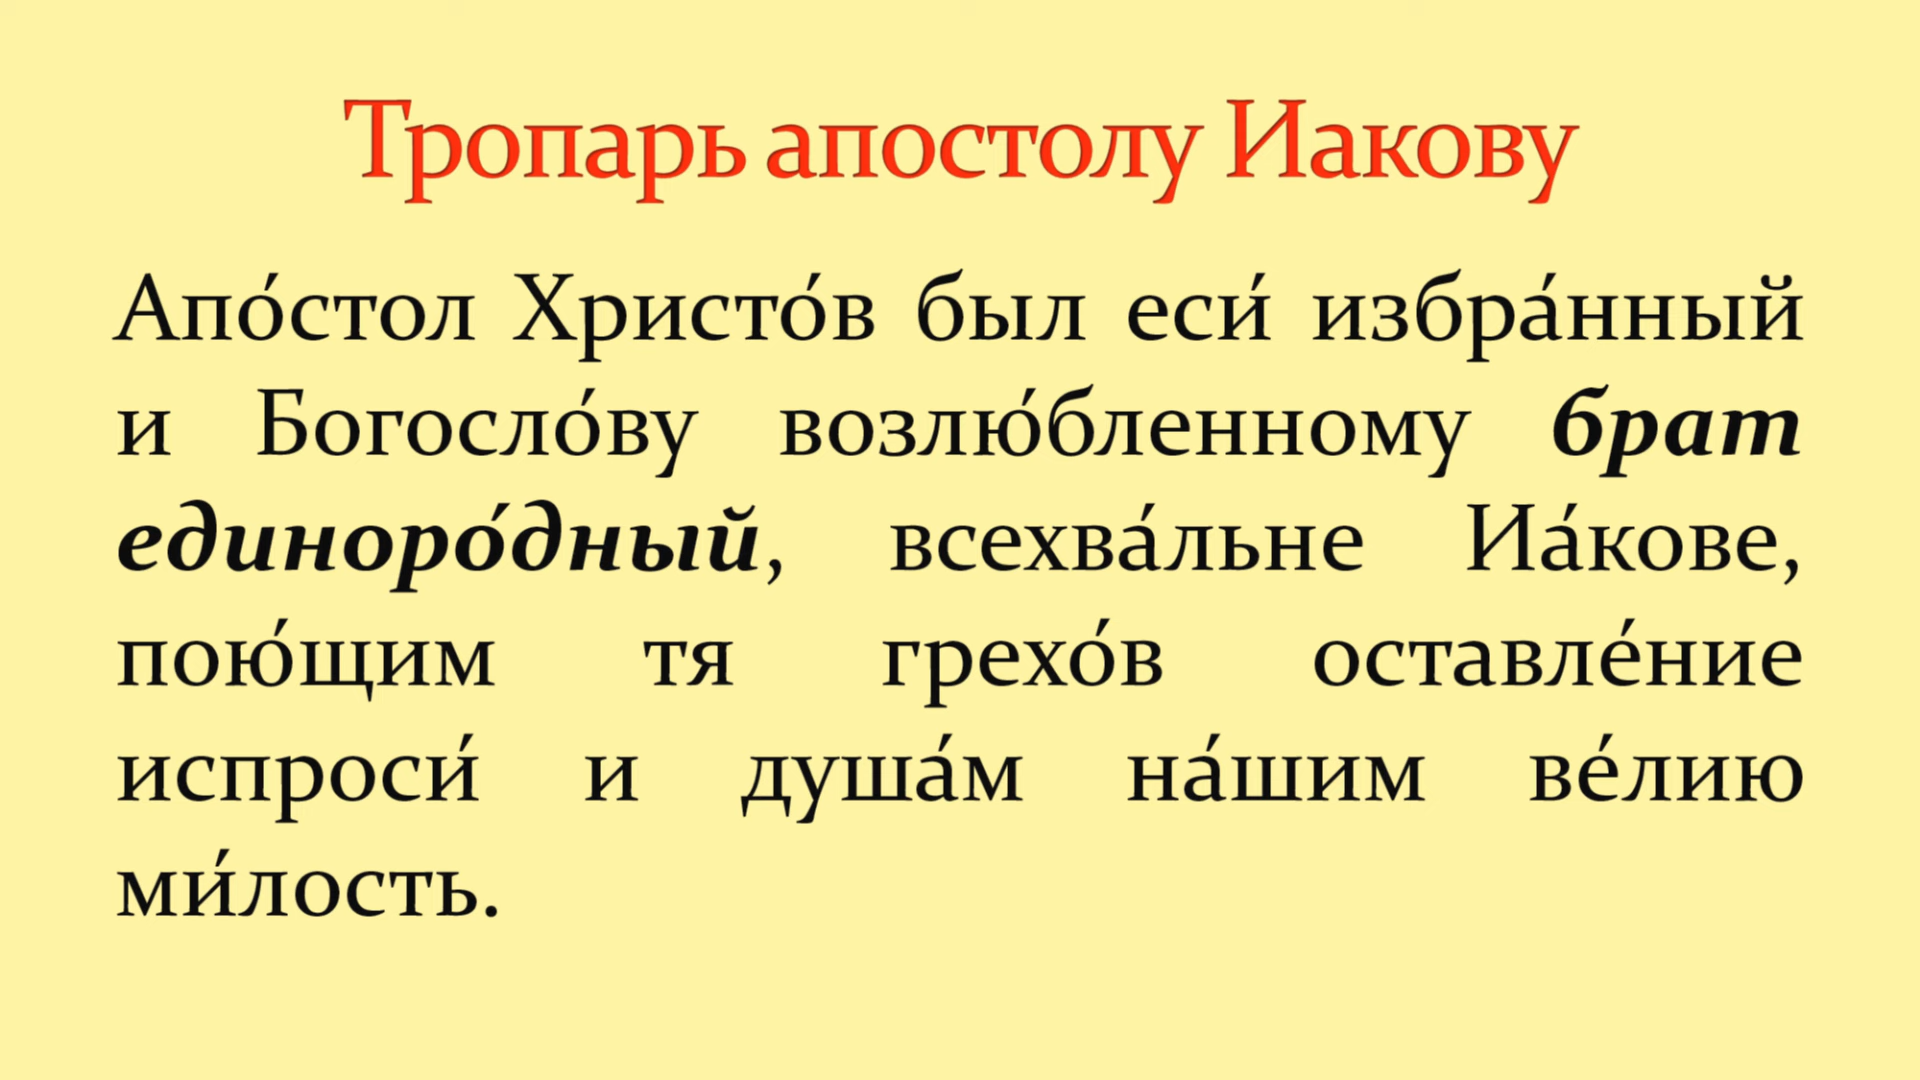 Тропарь апостолу Иакову
Апо́стол Христо́в был еси́ избра́нный
и Богосло́ву возлю́бленному брат
единоро́дный, всехва́льне Иа́кове,
пою́щим тя грехо́в оставле́ние
испроси́ и душа́м на́шим ве́лию
ми́лость.